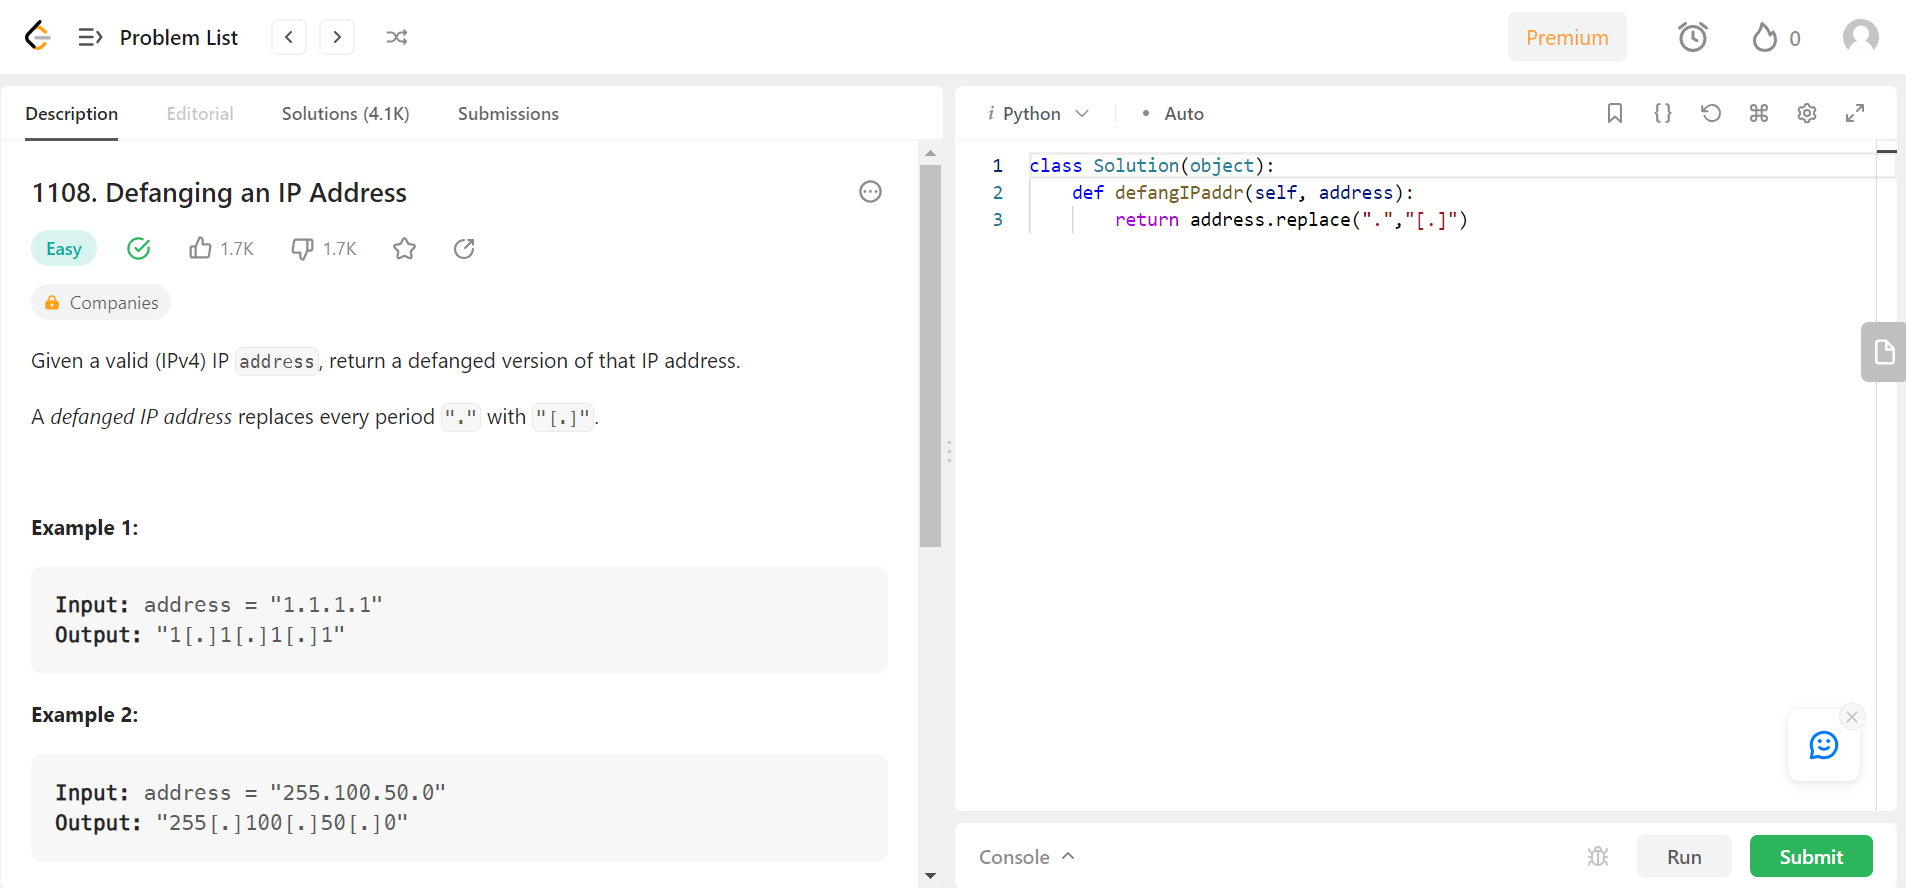 Problem List
Premium
0
Description Editorial Solutions (4.1K) Submissions
1108. Defanging an IP Address
Easy 1.7K 1.7K
Companies
Given a valid (IPv4) IP address, return a defanged version of that IP address.
A defanged IP address replaces every period "." with "[.]".
Example 1:
Input: address = "1.1.1.1"
Output: "1[.]1[.]1[.]1"
Example 2:
Input: address = "255.100.50.0"
Output: "255[.]100[.]50[.]0"
i Python • Auto
1 class Solution(object):
2 def defangIPaddr(self, address):
3 return address.replace(".","[.]")
Console Run Submit